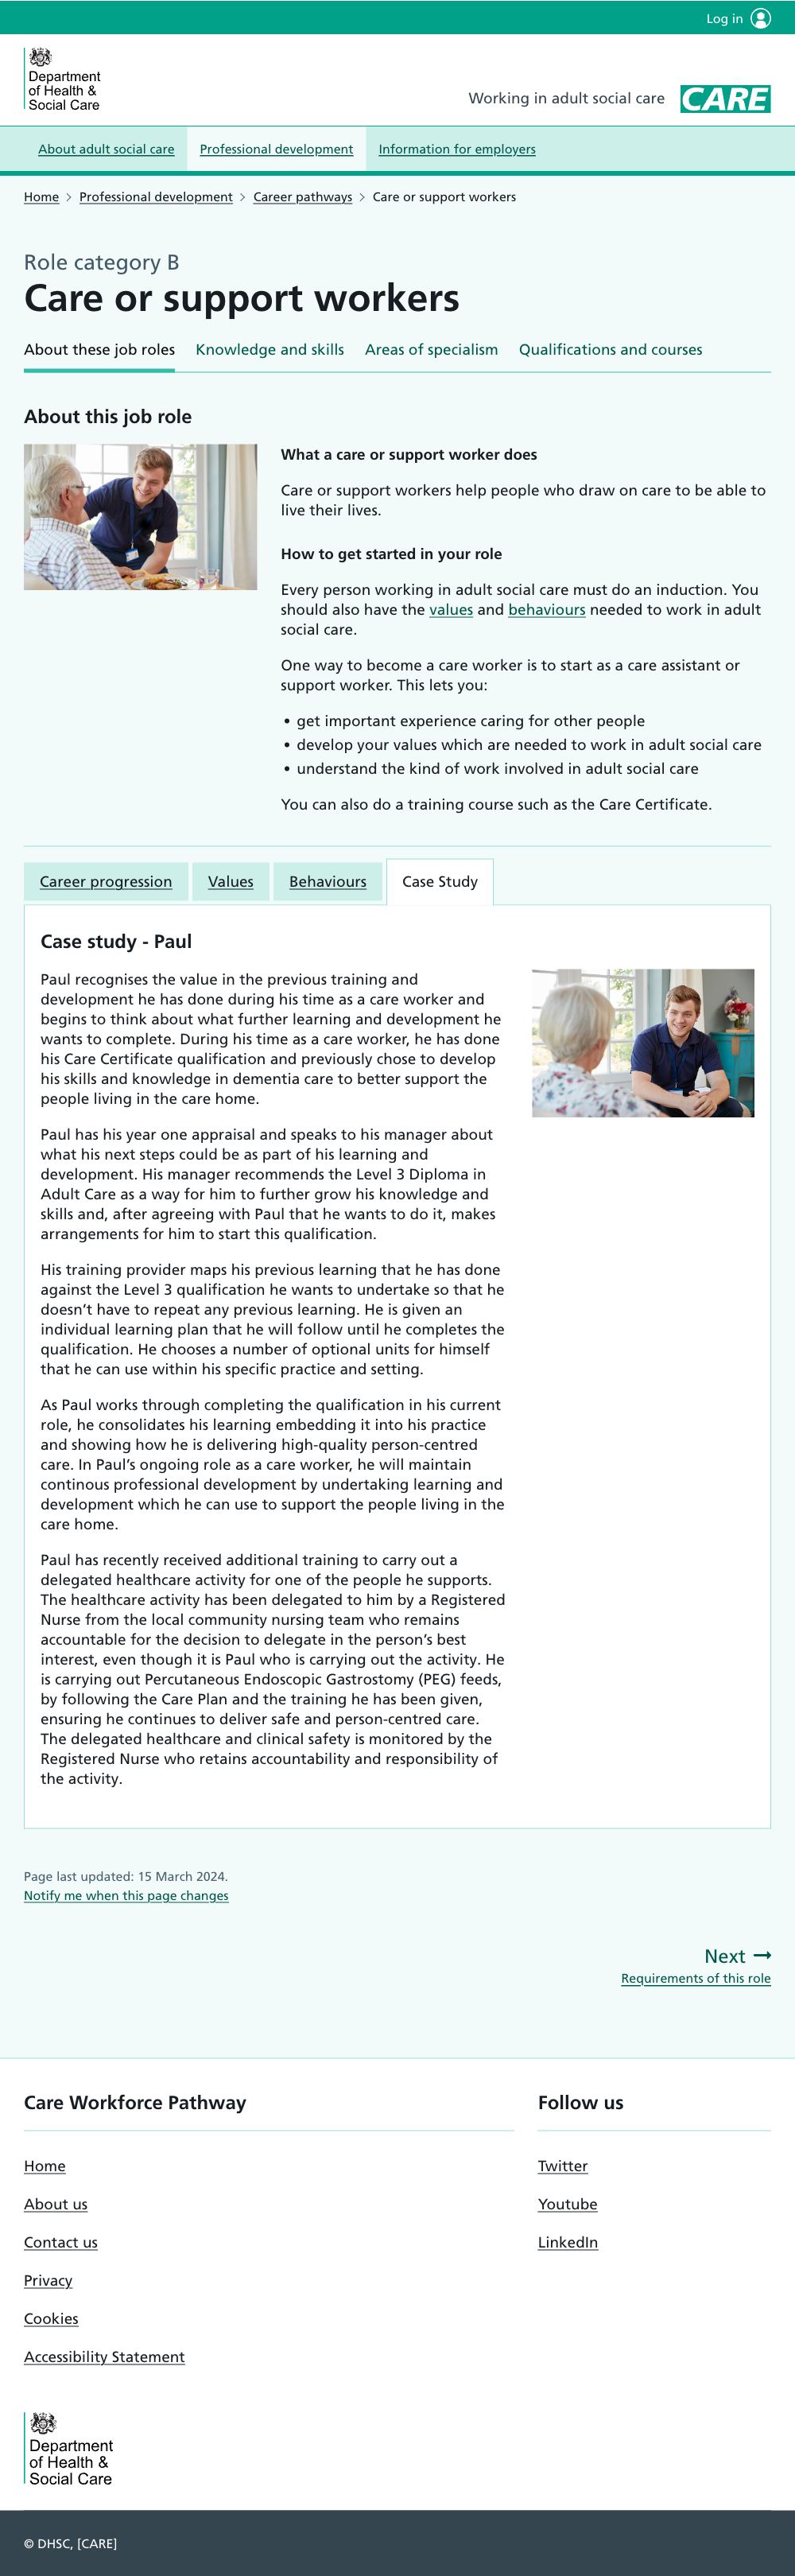 Log in
Department
of Health &
Social Care
Working in adult social care
CARE
About adult social care
Professional development
Information for employers
Home
Professional development
Career pathways
Care or support workers
Role category B
Care or support workers
About these job roles
Knowledge and skills
Areas of specialism
Qualifications and courses
About this job role
What a care or support worker does
Care or support workers help people who draw on care to be able to
live their lives.
How to get started in your role
Every person working in adult social care must do an induction. You
should also have the values and behaviours needed to work in adult
social care.
One way to become a care worker is to start as a care assistant or
support worker. This lets you:
• get important experience caring for other people
• develop your values which are needed to work in adult social care
• understand the kind of work involved in adult social care
You can also do a training course such as the Care Certificate.
Career progression
Values
Behaviours
Case Study
Case study - Paul
Paul recognises the value in the previous training and
development he has done during his time as a care worker and
begins to think about what further learning and development he
wants to complete. During his time as a care worker, he has done
his Care Certificate qualification and previously chose to develop
his skills and knowledge in dementia care to better support the
people living in the care home.
Paul has his year one appraisal and speaks to his manager about
what his next steps could be as part of his learning and
development. His manager recommends the Level 3 Diploma in
Adult Care as a way for him to further grow his knowledge and
skills and, after agreeing with Paul that he wants to do it, makes
arrangements for him to start this qualification.
His training provider maps his previous learning that he has done
against the Level 3 qualification he wants to undertake so that he
doesn’t have to repeat any previous learning. He is given an
individual learning plan that he will follow until he completes the
qualification. He chooses a number of optional units for himself
that he can use within his specific practice and setting.
As Paul works through completing the qualification in his current
role, he consolidates his learning embedding it into his practice
and showing how he is delivering high-quality person-centred
care. In Paul’s ongoing role as a care worker, he will maintain
continous professional development by undertaking learning and
development which he can use to support the people living in the
care home.
Paul has recently received additional training to carry out a
delegated healthcare activity for one of the people he supports.
The healthcare activity has been delegated to him by a Registered
Nurse from the local community nursing team who remains
accountable for the decision to delegate in the person’s best
interest, even though it is Paul who is carrying out the activity. He
is carrying out Percutaneous Endoscopic Gastrostomy (PEG) feeds,
by following the Care Plan and the training he has been given,
ensuring he continues to deliver safe and person-centred care.
The delegated healthcare and clinical safety is monitored by the
Registered Nurse who retains accountability and responsibility of
the activity.
Page last updated: 15 March 2024.
Notify me when this page changes
Next
Requirements of this role
Care Workforce Pathway
Home
About us
Contact us
Privacy
Cookies
Accessibility Statement
Follow us
Twitter
Youtube
LinkedIn
Department
of Health &
Social Care
© DHSC, [CARE]